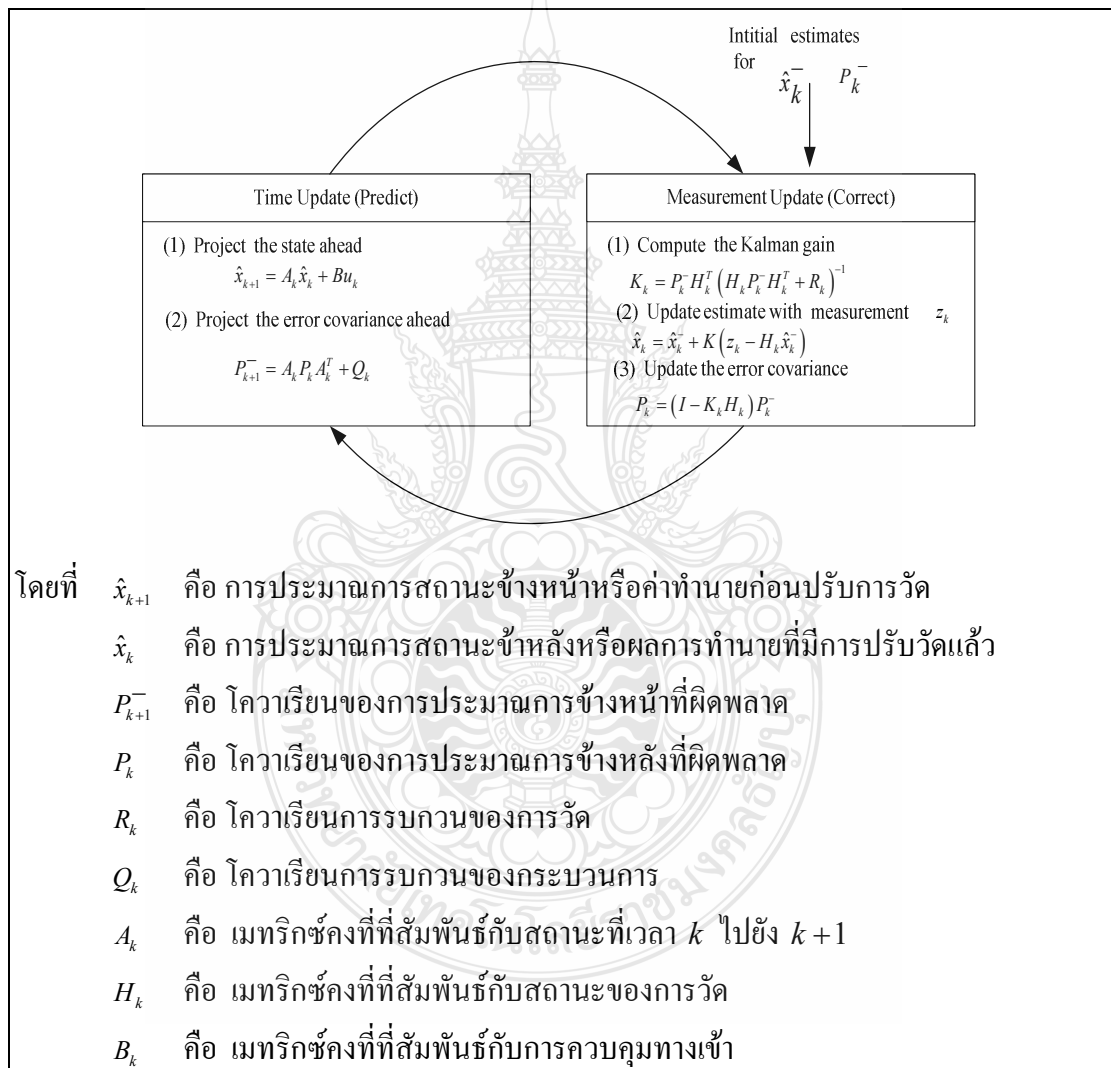 Intitial estimates
for x̂ₖ⁻ Pₖ⁻
Time Update (Predict)
(1) Project the state ahead
x̂ₖ₊₁ = Aₖx̂ₖ + Buₖ
(2) Project the error covariance ahead
P⁻ₖ₊₁ = AₖPₖAₖᵀ + Qₖ
Measurement Update (Correct)
(1) Compute the Kalman gain
Kₖ = Pₖ⁻Hₖᵀ(HₖPₖ⁻Hₖᵀ + Rₖ)⁻¹
(2) Update estimate with measurement zₖ
x̂ₖ = x̂ₖ⁻ + K(zₖ − Hₖx̂ₖ⁻)
(3) Update the error covariance
Pₖ = (I − KₖHₖ)Pₖ⁻
โดยที่ x̂ₖ₊₁ คือ การประมาณการสถานะข้างหน้าหรือค่าทำนายก่อนปรับการวัด
x̂ₖ คือ การประมาณการสถานะข้าหลังหรือผลการทำนายที่มีการปรับวัดแล้ว
P⁻ₖ₊₁ คือ โควาเรียนของการประมาณการข้างหน้าที่ผิดพลาด
Pₖ คือ โควาเรียนของการประมาณการข้างหลังที่ผิดพลาด
Rₖ คือ โควาเรียนการรบกวนของการวัด
Qₖ คือ โควาเรียนการรบกวนของกระบวนการ
Aₖ คือ เมทริกซ์คงที่ที่สัมพันธ์กับสถานะที่เวลา k ไปยัง k+1
Hₖ คือ เมทริกซ์คงที่ที่สัมพันธ์กับสถานะของการวัด
Bₖ คือ เมทริกซ์คงที่ที่สัมพันธ์กับการควบคุมทางเข้า